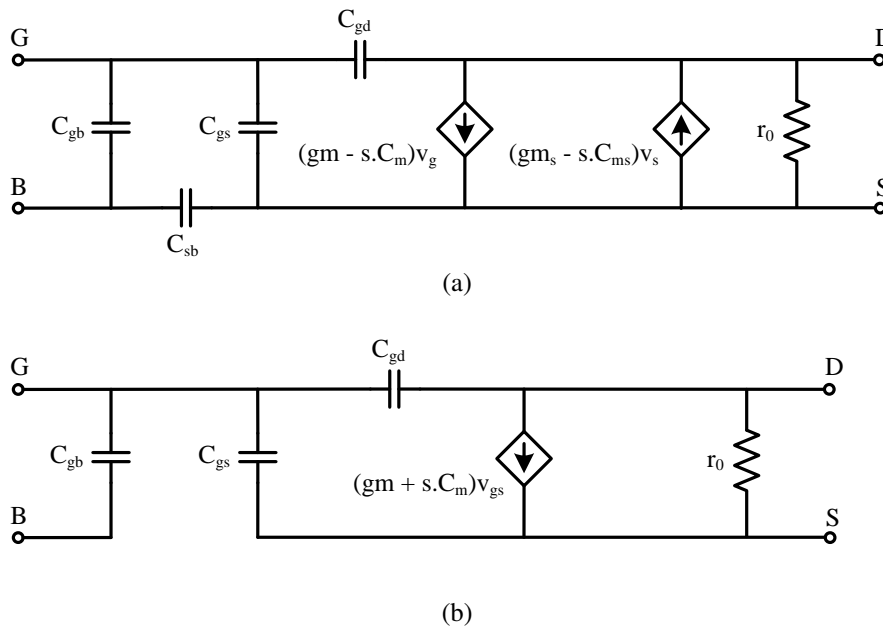 C_gd
G
D
C_gb
C_gs
(gm - s.C_m)v_g
(gm_s - s.C_ms)v_s
r_0
B
S
C_sb
(a)
C_gd
G
D
C_gb
C_gs
(gm + s.C_m)v_gs
r_0
B
S
(b)